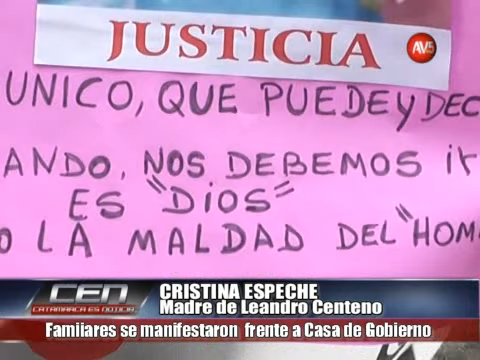 JUSTICIA
AV5
UNICO, QUE PUEDE Y DEC
ANDO, NOS DEBEMOS ir
ES "DIOS"
O LA MALDAD DEL "HOM
CEN
CATAMARCA ES NOTICIA
CRISTINA ESPECHE
Madre de Leandro Centeno
Famiiares se manifestaron frente a Casa de Gobierno